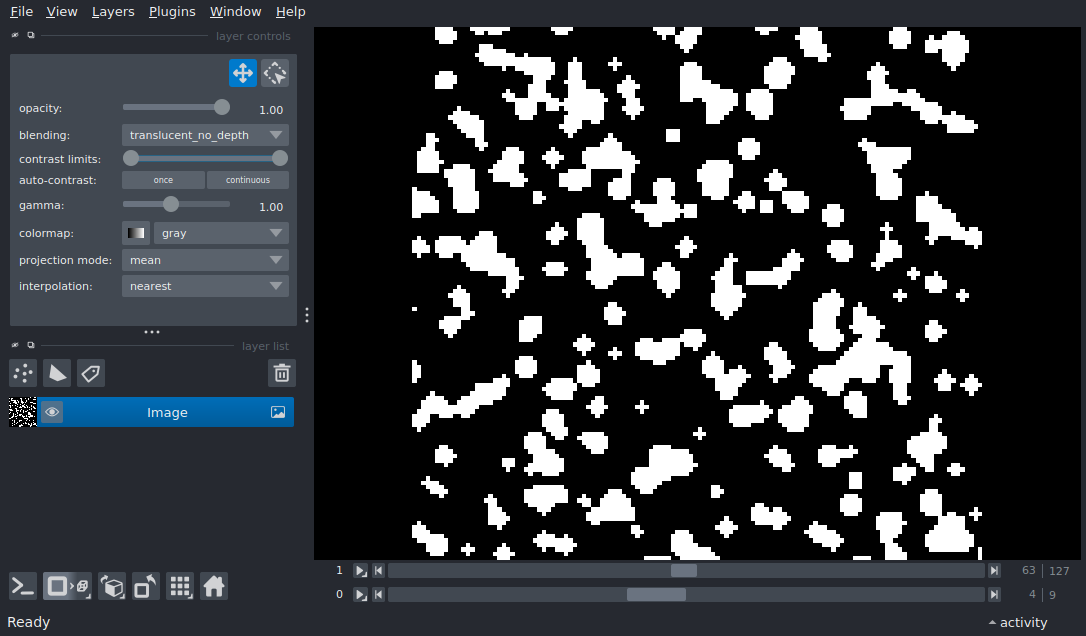 File View Layers Plugins Window Help
layer controls
opacity: 1.00
blending: translucent_no_depth
contrast limits:
auto-contrast: once continuous
gamma: 1.00
colormap: gray
projection mode: mean
interpolation: nearest
layer list
Image
1 63 127
0 4 9
Ready activity